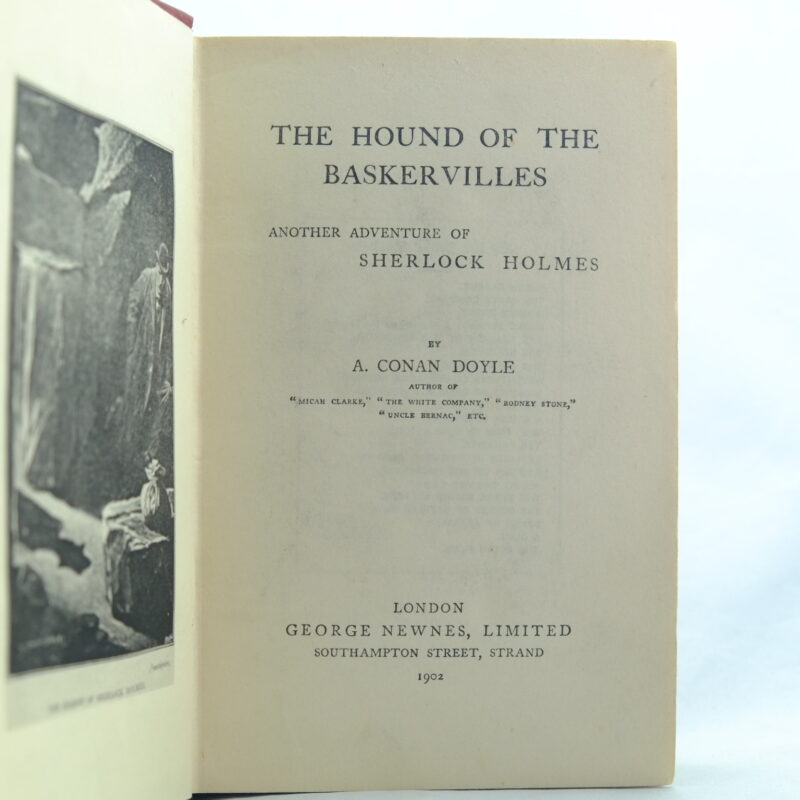 THE HOUND OF THE
BASKERVILLES
ANOTHER ADVENTURE OF
SHERLOCK HOLMES
BY
A. CONAN DOYLE
AUTHOR OF
"MICAH CLARKE," "THE WHITE COMPANY," "RODNEY STONE,"
"UNCLE BERNAC," ETC.
LONDON
GEORGE NEWNES, LIMITED
SOUTHAMPTON STREET, STRAND
1902